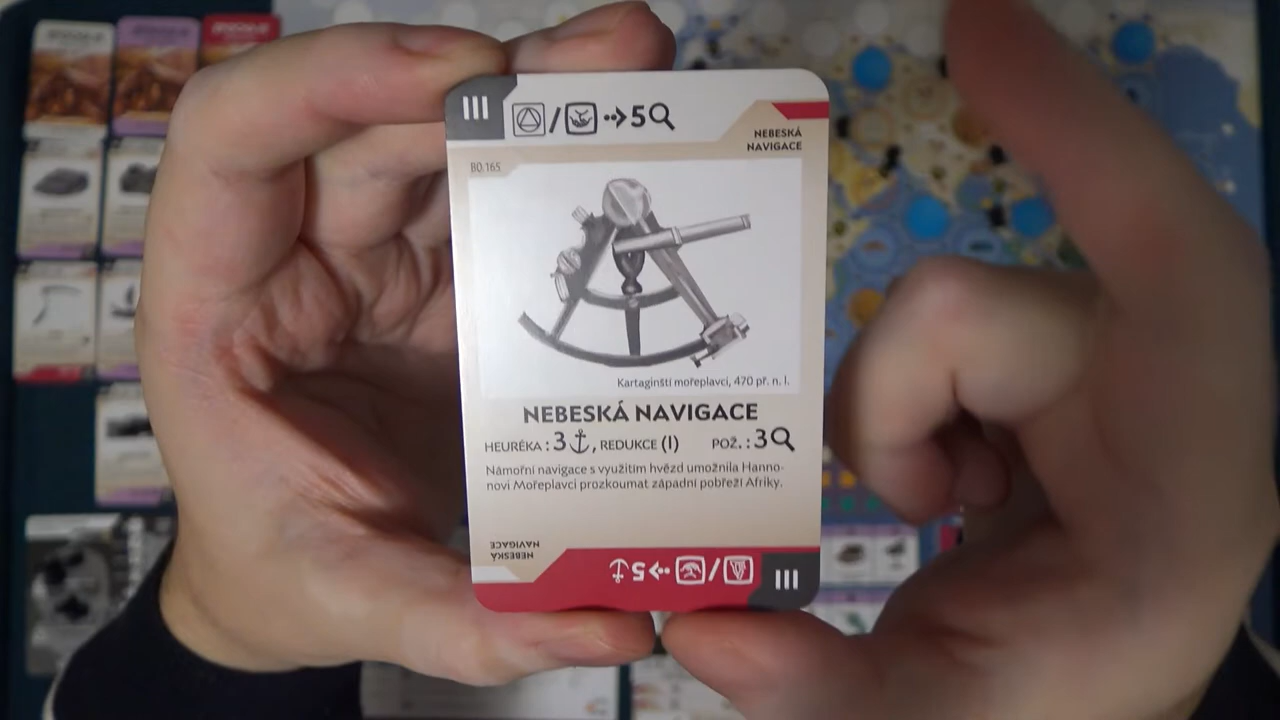 III / 5
NEBESKÁ
NAVIGACE
BO 165
Kartaginští mořeplavci, 470 př. n. l.
NEBESKÁ NAVIGACE
HEURÉKA : 3 , REDUKCE (I) POŽ. : 3
Námořní navigace s využitím hvězd umožnila Hanno-
novi Mořeplavci prozkoumat západní pobřeží Afriky.
NEBESKÁ
NAVIGACE
III / 5